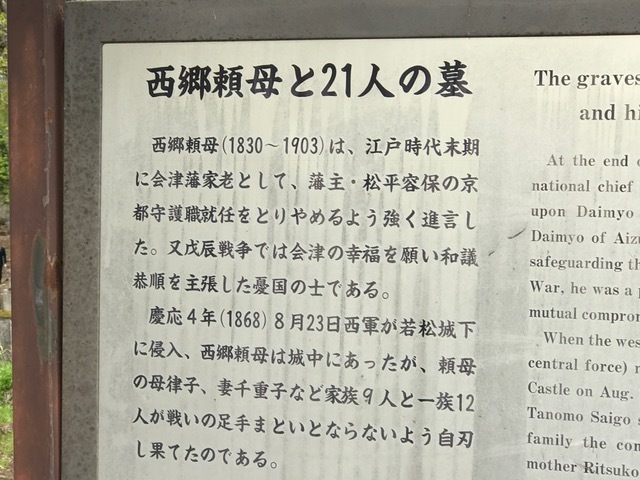 西郷頼母と21人の墓
西郷頼母(1830〜1903)は、江戸時代末期
に会津藩家老として、藩主・松平容保の京
都守護職就任をとりやめるよう強く進言し
た。又戊辰戦争では会津の幸福を願い和議
恭順を主張した憂国の士である。
慶応4年(1868)8月23日西軍が若松城下
に侵入、西郷頼母は城中にあったが、頼母
の母律子、妻千重子など家族9人と一族12
人が戦いの足手まといとならないよう自刃
し果てたのである。
The graves
and hi
At the end o
national chief
upon Daimyo
Daimyo of Aizu
safeguarding th
War, he was a p
mutual compron
When the wes
central force) r
Castle on Aug.
Tanomo Saigo s
family the con
mother Ritsuko